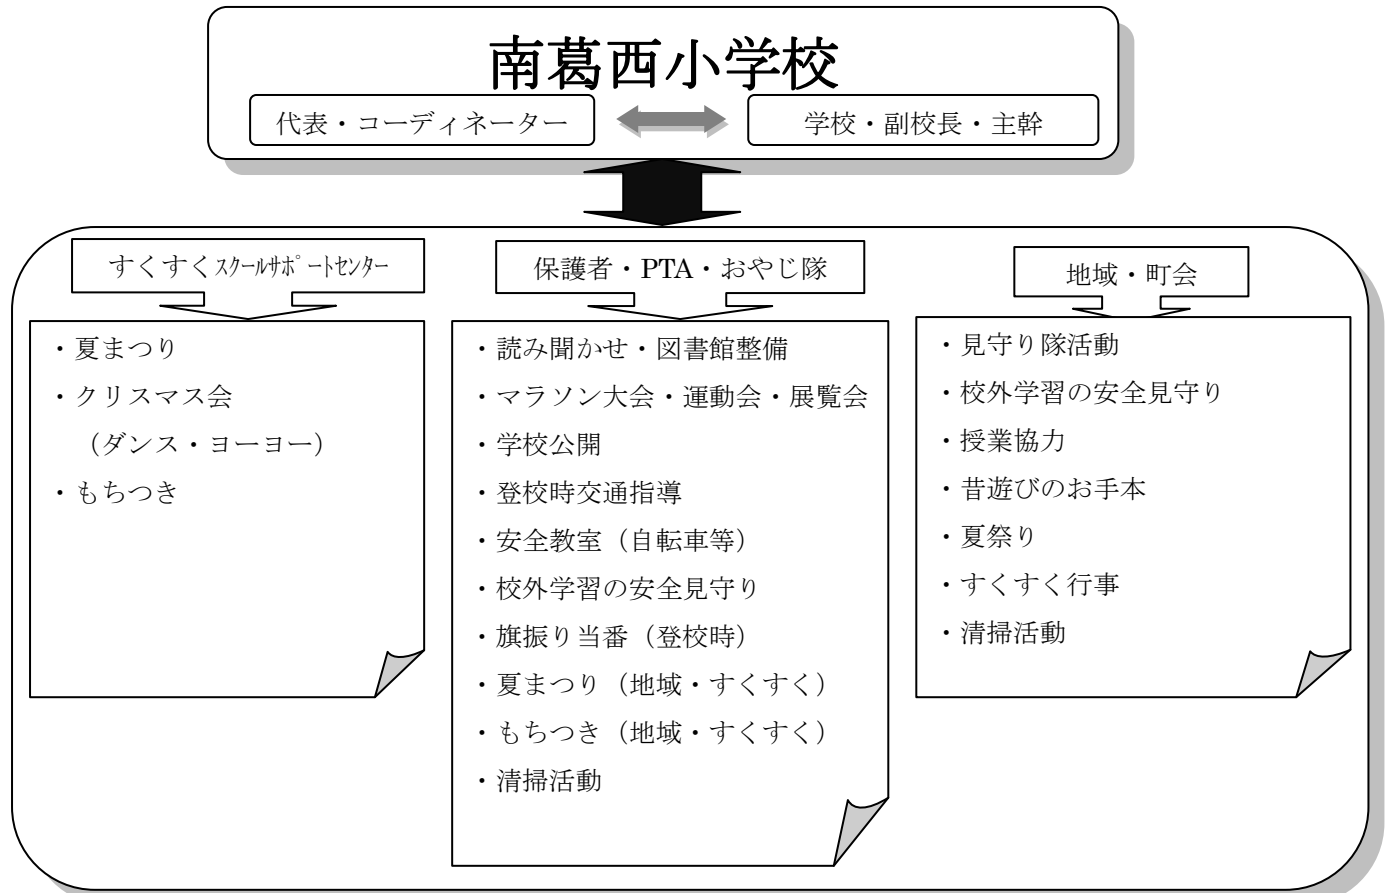 南葛西小学校
代表・コーディネーター
学校・副校長・主幹
すくすくｽｸｰﾙｻﾎﾟｰﾄｾﾝﾀｰ
・夏まつり
・クリスマス会
（ダンス・ヨーヨー）
・もちつき
保護者・PTA・おやじ隊
・読み聞かせ・図書館整備
・マラソン大会・運動会・展覧会
・学校公開
・登校時交通指導
・安全教室（自転車等）
・校外学習の安全見守り
・旗振り当番（登校時）
・夏まつり（地域・すくすく）
・もちつき（地域・すくすく）
・清掃活動
地域・町会
・見守り隊活動
・校外学習の安全見守り
・授業協力
・昔遊びのお手本
・夏祭り
・すくすく行事
・清掃活動